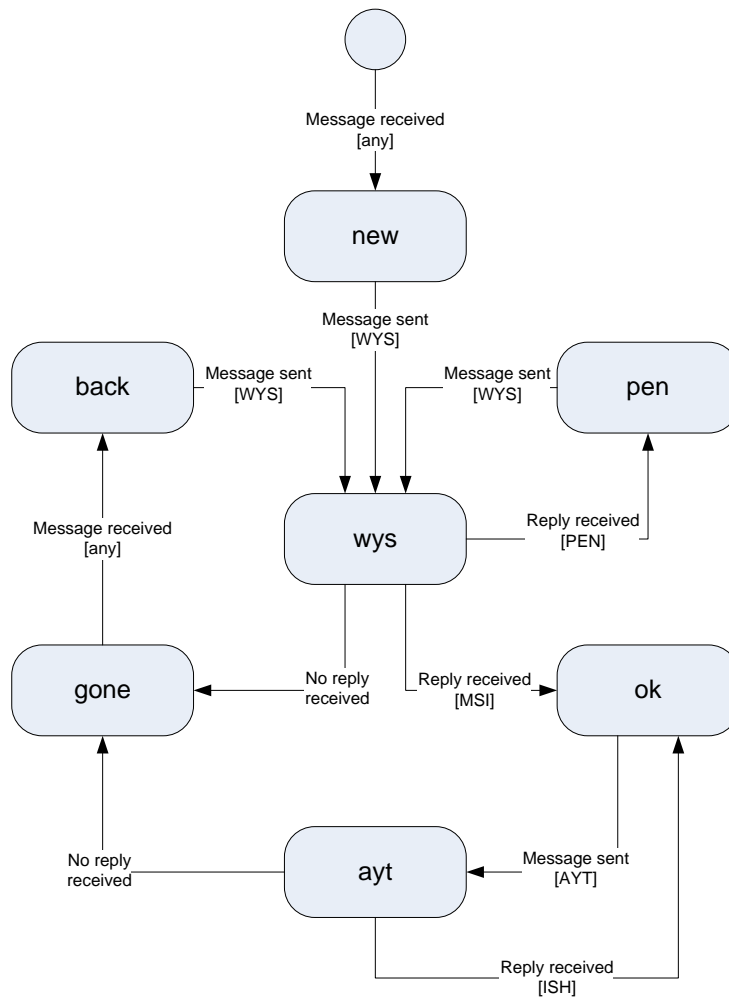 Message received
[any]
new
Message sent
[WYS]
back
Message sent
[WYS]
Message sent
[WYS]
pen
Message received
[any]
wys
Reply received
[PEN]
gone
No reply
received
Reply received
[MSI]
ok
No reply
received
ayt
Message sent
[AYT]
Reply received
[ISH]